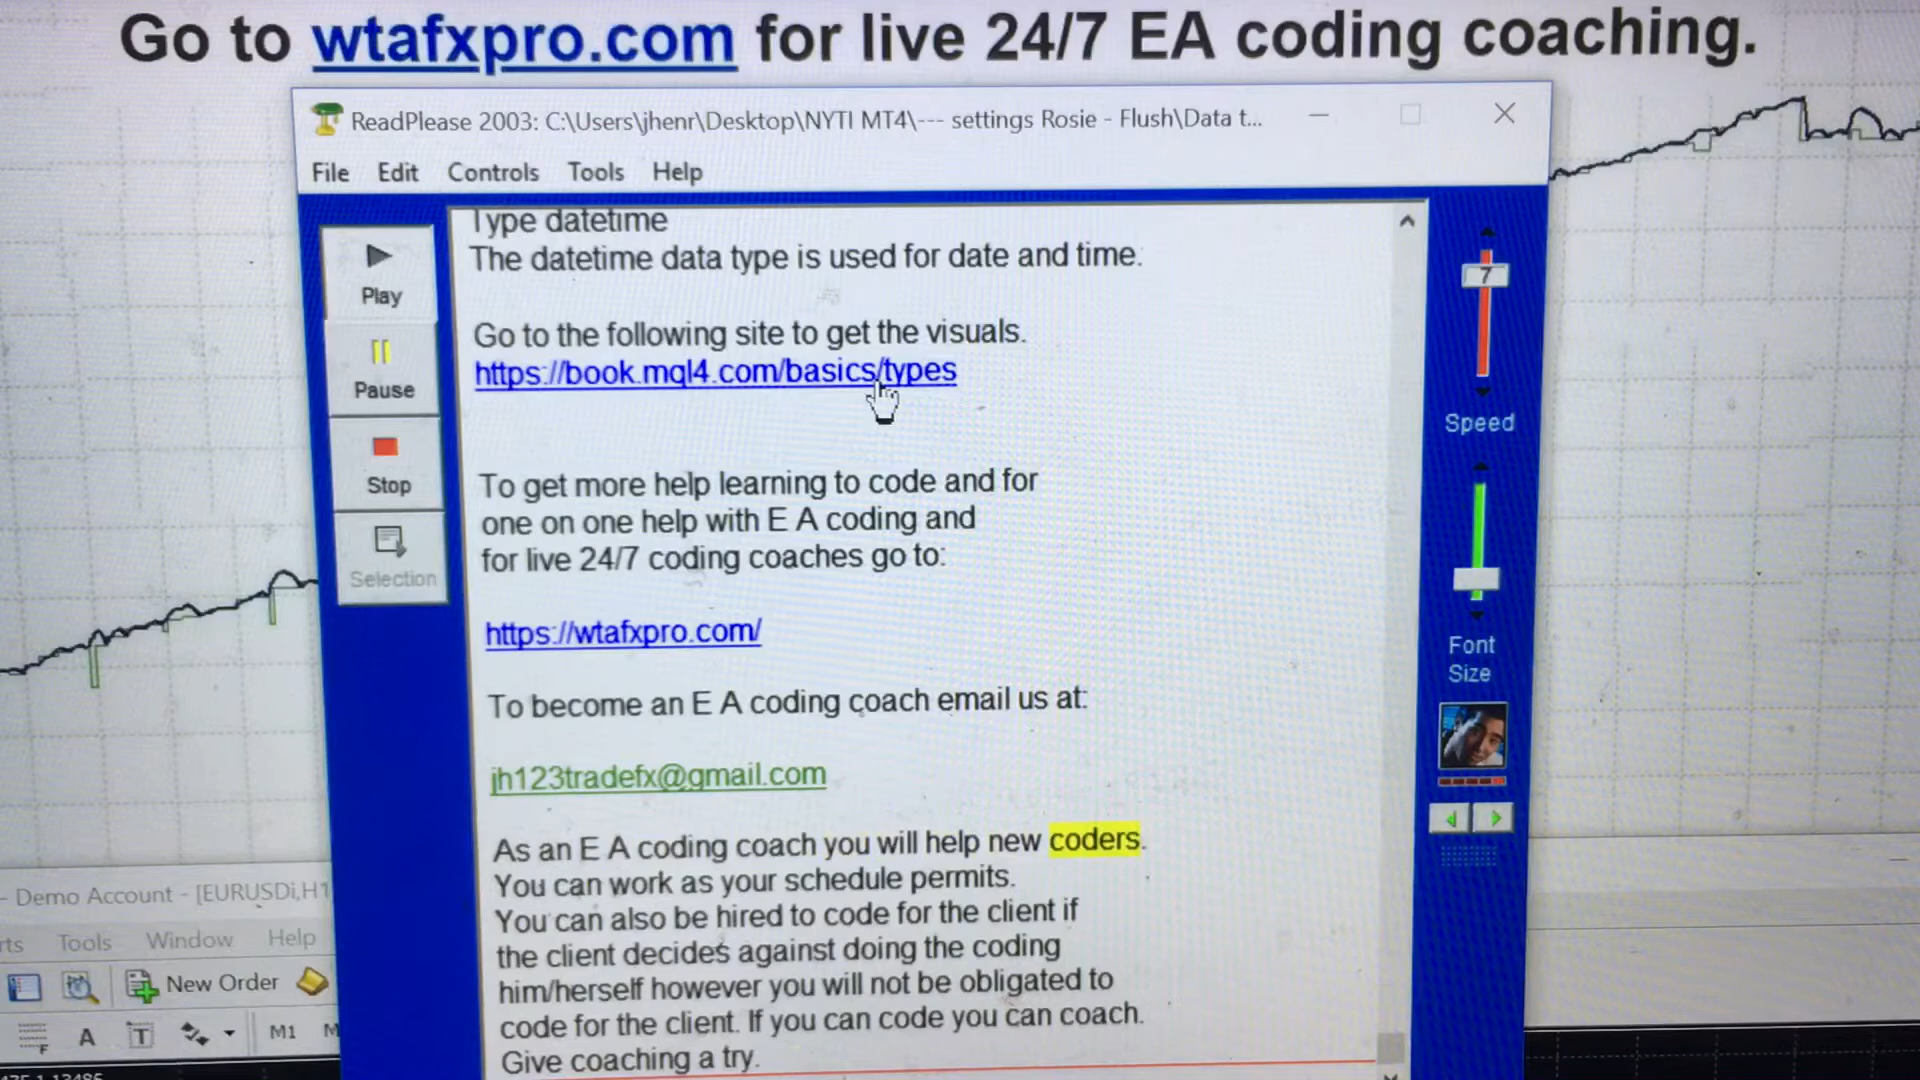 Go to wtafxpro.com for live 24/7 EA coding coaching.
ReadPlease 2003: C:\Users\jhenr\Desktop\NYTI MT4\--- settings Rosie - Flush\Data t...
File Edit Controls Tools Help
Type datetime
The datetime data type is used for date and time.
Go to the following site to get the visuals.
https://book.mql4.com/basics/types
To get more help learning to code and for
one on one help with E A coding and
for live 24/7 coding coaches go to:
https://wtafxpro.com/
To become an E A coding coach email us at:
jh123tradefx@gmail.com
As an E A coding coach you will help new coders.
You can work as your schedule permits.
You can also be hired to code for the client if
the client decides against doing the coding
him/herself however you will not be obligated to
code for the client. If you can code you can coach.
Give coaching a try.
Play
Pause
Stop
Selection
7
Speed
Font
Size
- Demo Account - [EURUSDi,H1
rts Tools Window Help
New Order
F A T M1 M